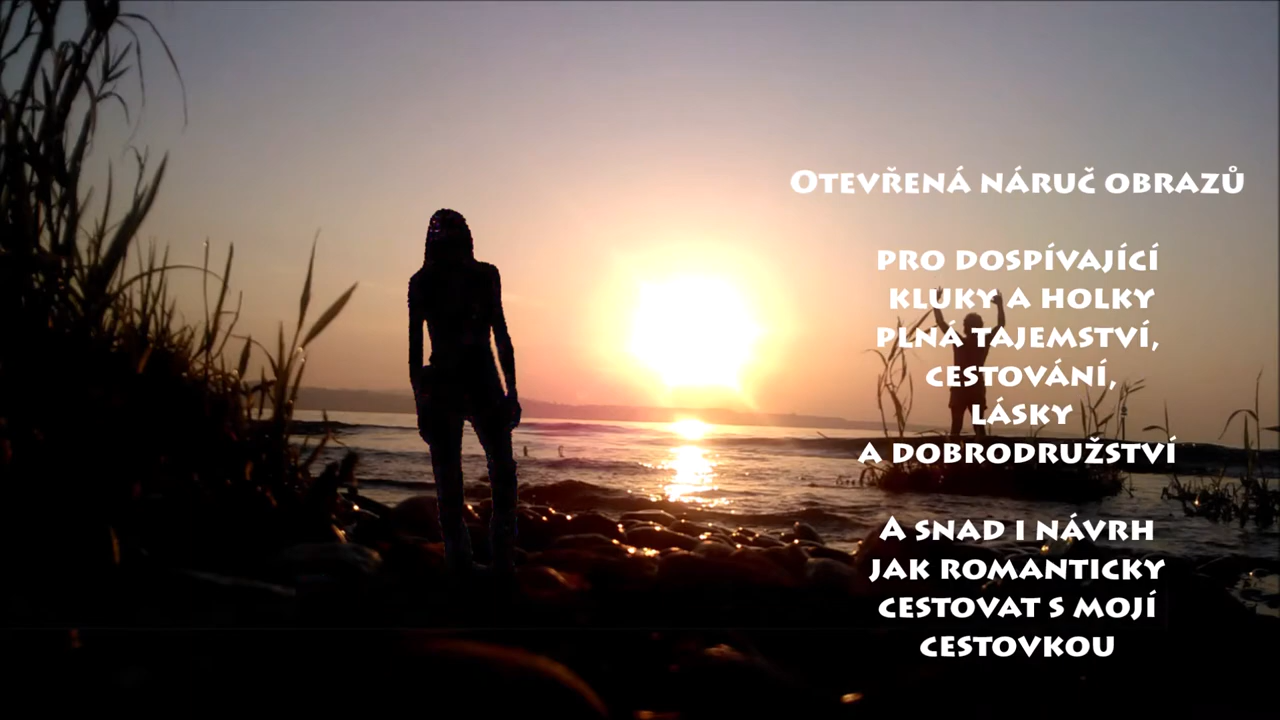 Otevřená náruč obrazů
pro dospívající
kluky a holky
plná tajemství,
cestování,
lásky
a dobrodružství
A snad i návrh
jak romanticky
cestovat s mojí
cestovkou